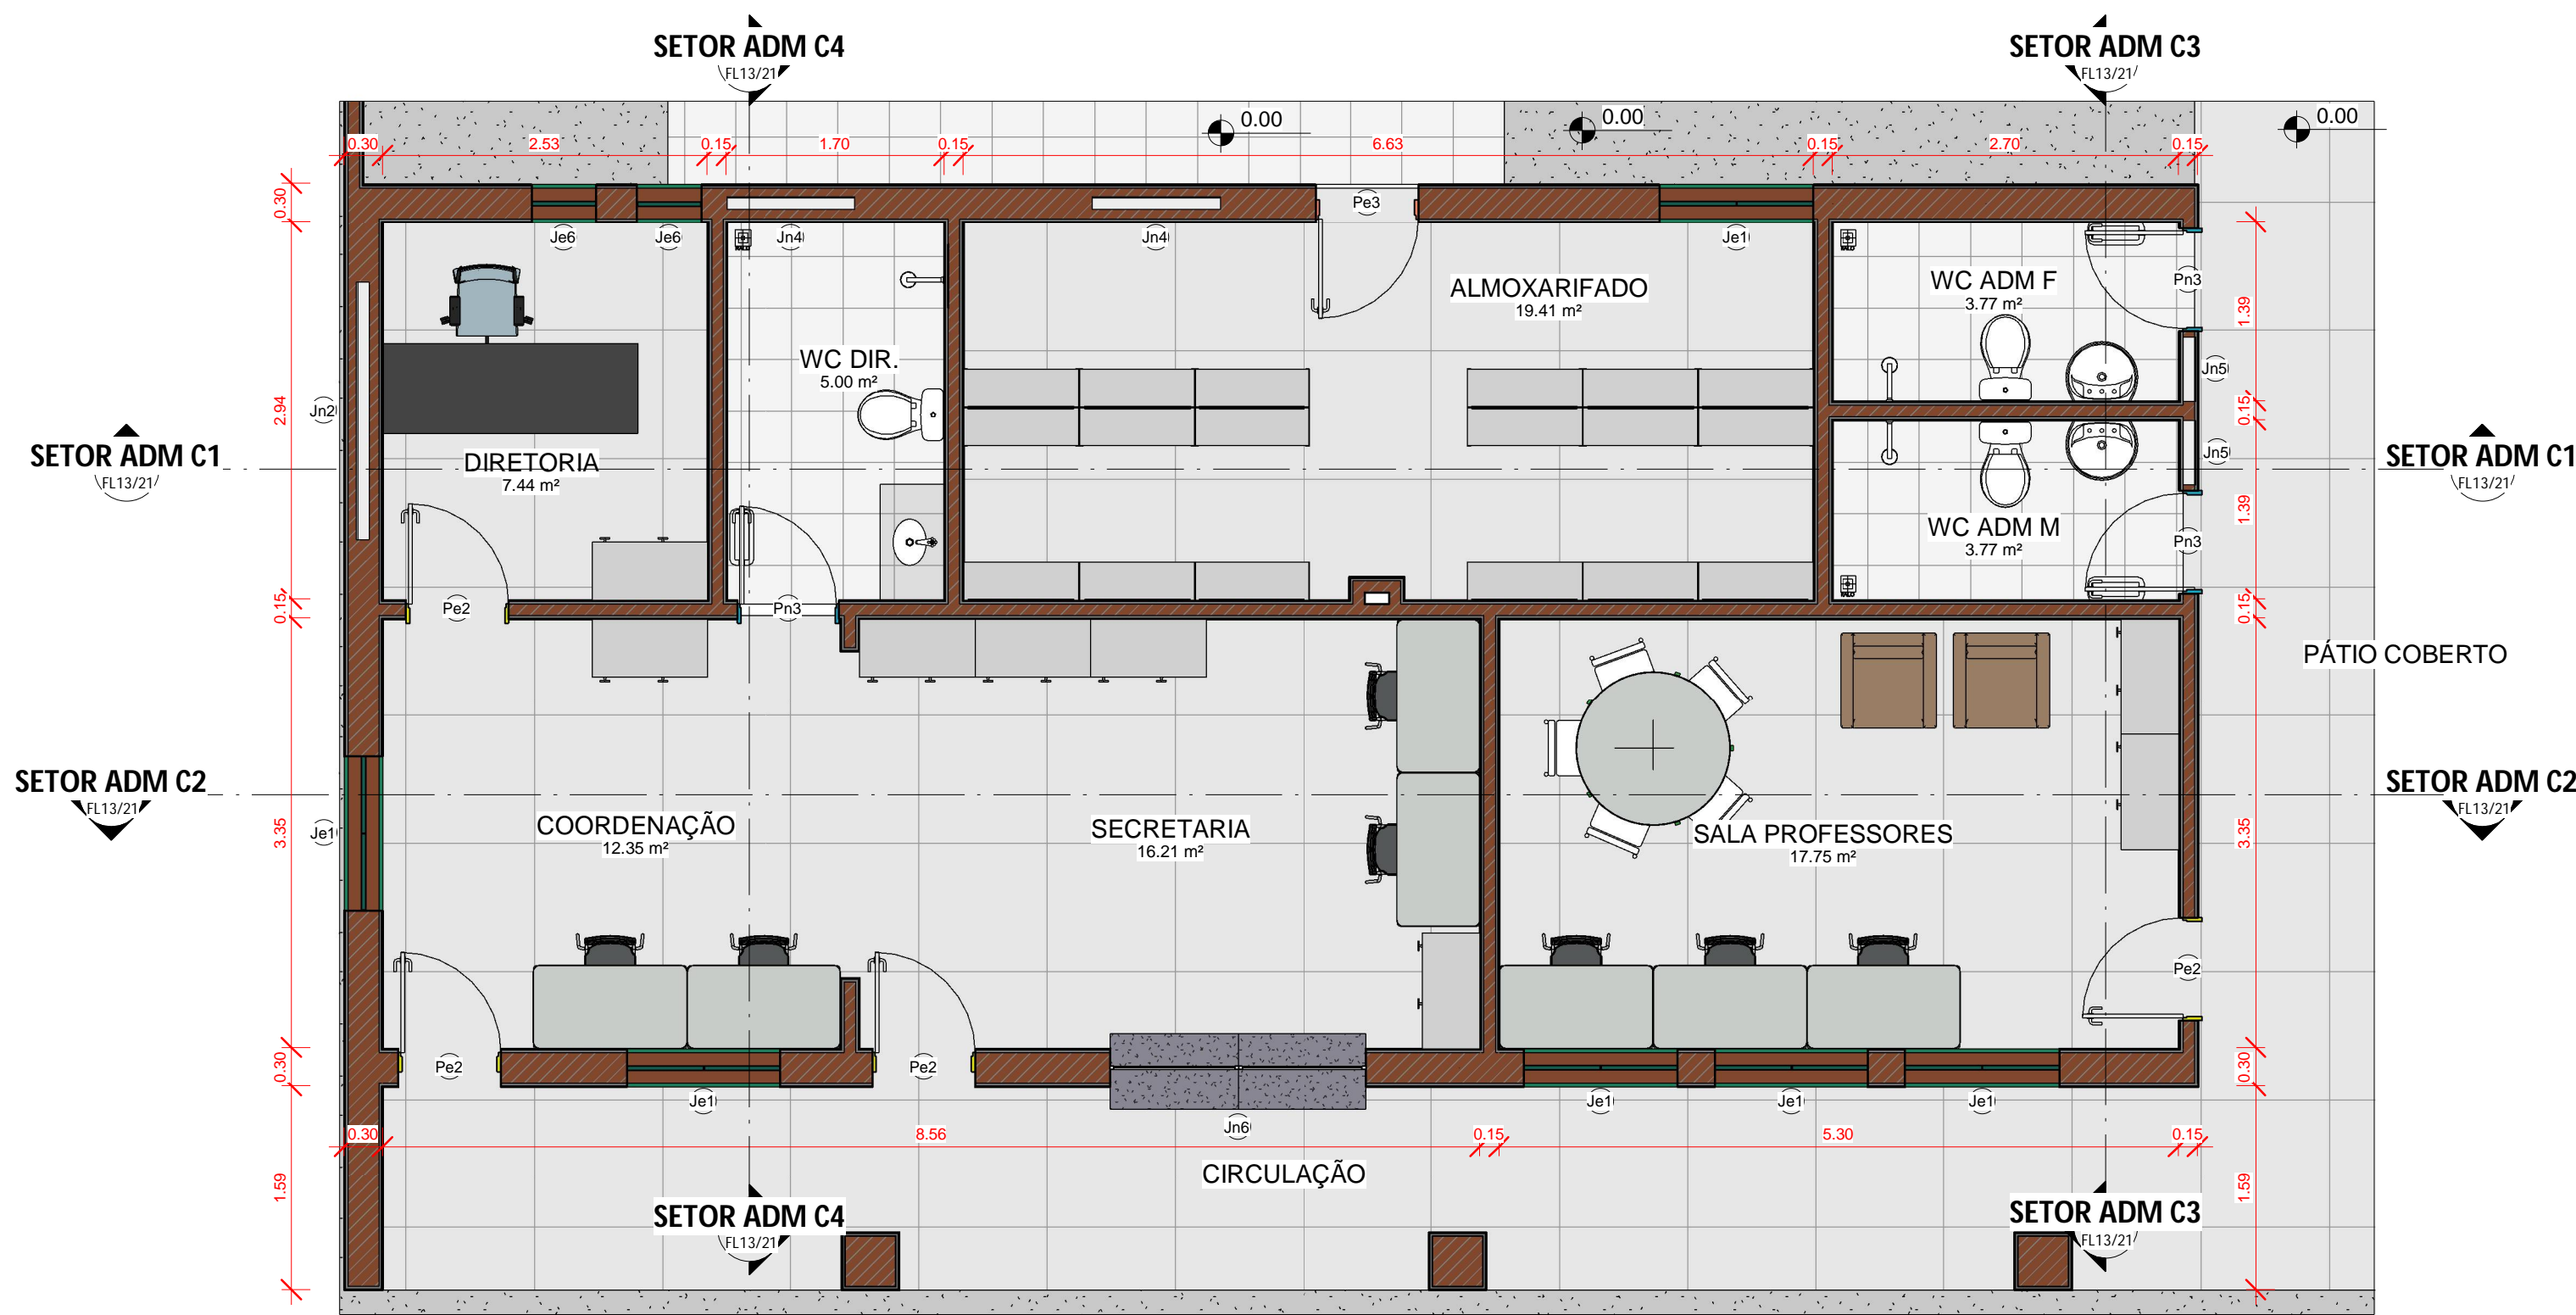 SETOR ADM C4
FL13/21
SETOR ADM C3
FL13/21
0.00
0.00
0.00
0.30
2.53
0.15
1.70
0.15
6.63
0.15
2.70
0.15
0.30
Pe3
Je6
Je6
Jn4
Jn4
Je1
ALMOXARIFADO
19.41 m²
WC ADM F
3.77 m²
Pn3
1.39
WC DIR.
5.00 m²
Jn5
Jn2
2.94
0.15
SETOR ADM C1
FL13/21
DIRETORIA
7.44 m²
Jn5
SETOR ADM C1
FL13/21
1.39
WC ADM M
3.77 m²
Pn3
0.15
Pe2
Pn3
0.15
PÁTIO COBERTO
SETOR ADM C2
FL13/21
SETOR ADM C2
FL13/21
Je1
3.35
COORDENAÇÃO
12.35 m²
SECRETARIA
16.21 m²
SALA PROFESSORES
17.75 m²
3.35
Pe2
0.30
Pe2
Pe2
0.30
Je1
Je1
Je1
Je1
Jn6
0.30
8.56
0.15
5.30
0.15
CIRCULAÇÃO
1.59
1.59
SETOR ADM C4
FL13/21
SETOR ADM C3
FL13/21